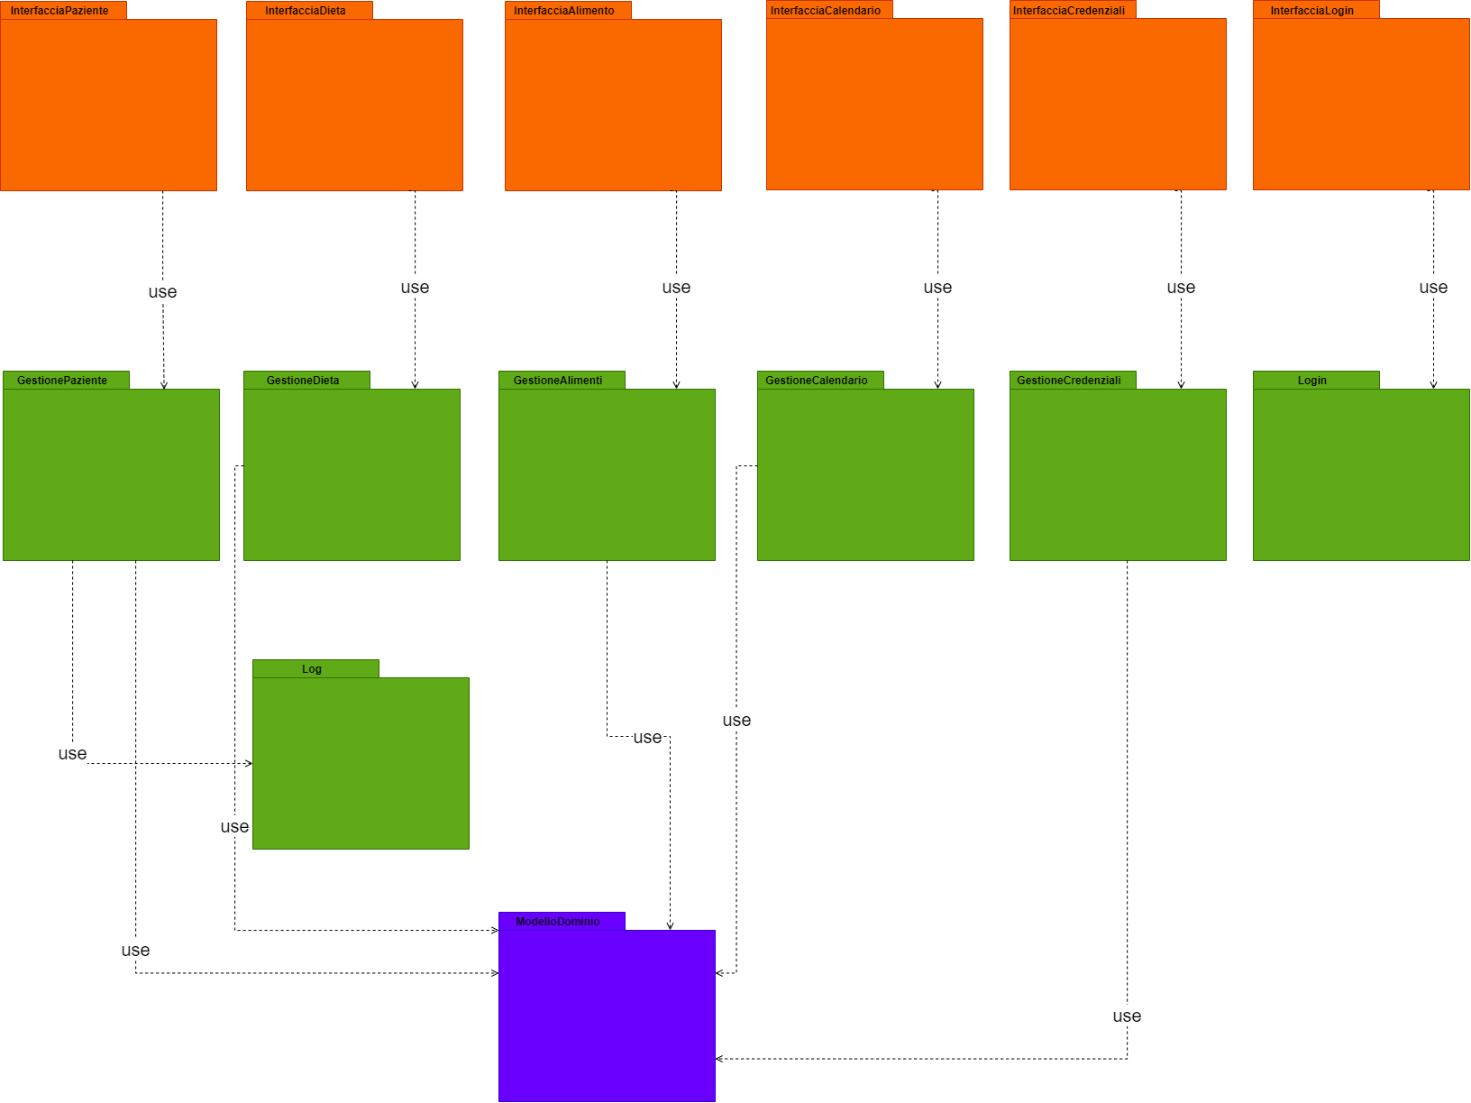 InterfacciaPaziente
InterfacciaDieta
InterfacciaAlimento
InterfacciaCalendario
InterfacciaCredenziali
InterfacciaLogin
use
use
use
use
use
use
GestionePaziente
GestioneDieta
GestioneAlimenti
GestioneCalendario
GestioneCredenziali
Login
Log
use
use
use
use
use
ModelloDominio
use
use